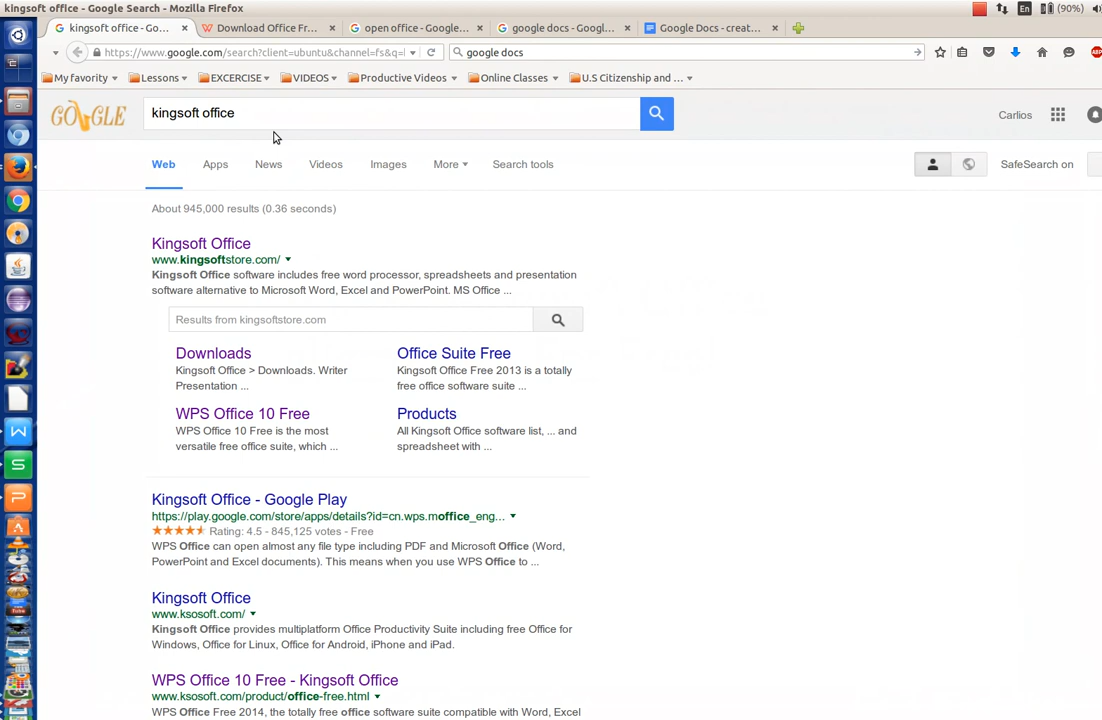 kingsoft office - Google Search - Mozilla Firefox
En (90%)
kingsoft office - Go... × Download Office Fr... × open office - Google... × google docs - Googl... × Google Docs - creat... ×
https://www.google.com/search?client=ubuntu&channel=fs&q=l google docs ABP
My favority Lessons EXCERCISE VIDEOS Productive Videos Online Classes U.S Citizenship and ...
GOOGLE kingsoft office Carlios
Web Apps News Videos Images More Search tools SafeSearch on
About 945,000 results (0.36 seconds)
Kingsoft Office
www.kingsoftstore.com/
Kingsoft Office software includes free word processor, spreadsheets and presentation
software alternative to Microsoft Word, Excel and PowerPoint. MS Office ...
Results from kingsoftstore.com
Downloads Office Suite Free
Kingsoft Office > Downloads. Writer Kingsoft Office Free 2013 is a totally
Presentation ... free office software suite ...
WPS Office 10 Free Products
WPS Office 10 Free is the most All Kingsoft Office software list, ... and
versatile free office suite, which ... spreadsheet with ...
Kingsoft Office - Google Play
https://play.google.com/store/apps/details?id=cn.wps.moffice_eng...
Rating: 4.5 - 845,125 votes - Free
WPS Office can open almost any file type including PDF and Microsoft Office (Word,
PowerPoint and Excel documents). This means when you use WPS Office to ...
Kingsoft Office
www.ksosoft.com/
Kingsoft Office provides multiplatform Office Productivity Suite including free Office for
Windows, Office for Linux, Office for Android, iPhone and iPad.
WPS Office 10 Free - Kingsoft Office
www.ksosoft.com/product/office-free.html
WPS Office Free 2014, the totally free office software suite compatible with Word, Excel